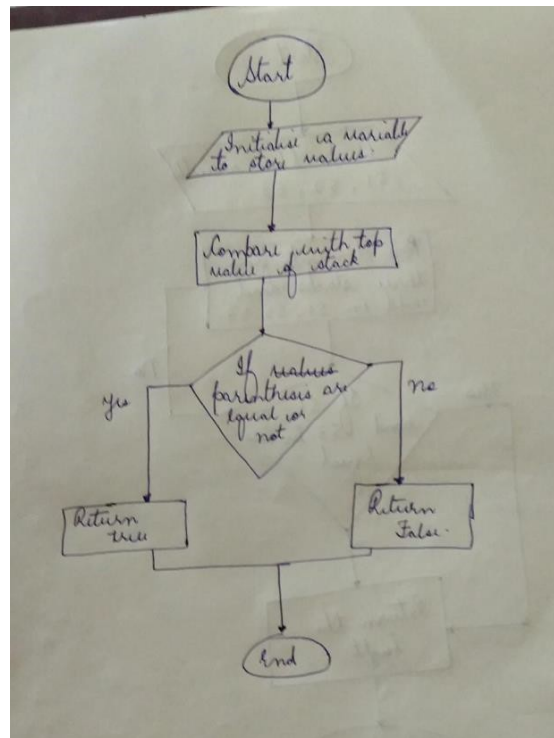 Start
Initialise a variable
to store values.
Compare with top
value of stack
If values
parenthesis are
equal or
not
Yes
no
Return
true
Return
False.
End